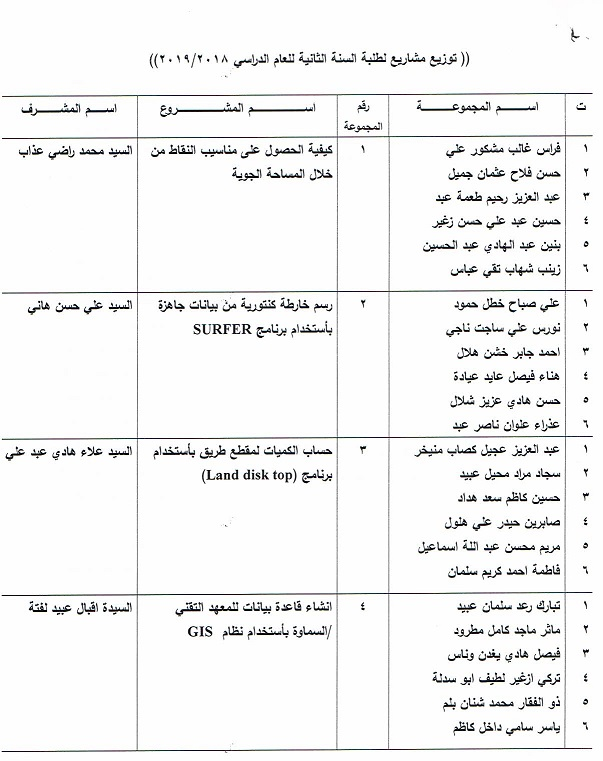 (( توزيع مشاريع لطلبة السنة الثانية للعام الدراسي ٢٠١٩/٢٠١٨))
ت اســم المجموعــة رقم المجموعة اســم المشــروع اسـم المشـرف
١ فراس غالب مشكور علي ١ كيفية الحصول على مناسيب النقاط من السيد محمد راضي عذاب
٢ حسن فلاح عثمان جميل خلال المساحة الجوية
٣ عبد العزيز رحيم طعمة عبد
٤ حسين عبد علي حسن زغير
٥ بنين عبد الهادي عبد الحسين
٦ زينب شهاب تقي عباس
١ علي صباح خطل حمود ٢ رسم خارطة كنتورية من بيانات جاهزة السيد علي حسن هاني
٢ نورس علي ساجت ناجي بأستخدام برنامج SURFER
٣ احمد جابر خشن هلال
٤ هناء فيصل عايد عيادة
٥ حسن هادي عزيز شلال
٦ عذراء علوان ناصر عبد
١ عبد العزيز عجيل كصاب منيخر ٣ حساب الكميات لمقطع طريق بأستخدام السيد علاء هادي عبد علي
٢ سجاد مراد محيل عبيد برنامج (Land disk top)
٣ حسين كاظم سعد هداد
٤ صابرين حيدر علي هلول
٥ مريم محسن عبد اللة اسماعيل
٦ فاطمة احمد كريم سلمان
١ تبارك رعد سلمان عبيد ٤ انشاء قاعدة بيانات للمعهد التقني السيدة اقبال عبيد لفتة
٢ ماثر ماجد كامل مطرود /السماوة بأستخدام نظام GIS
٣ فيصل هادي يغدن وناس
٤ تركي ازغير لطيف ابو سدلة
٥ ذو الفقار محمد شنان بلم
٦ ياسر سامي داخل كاظم